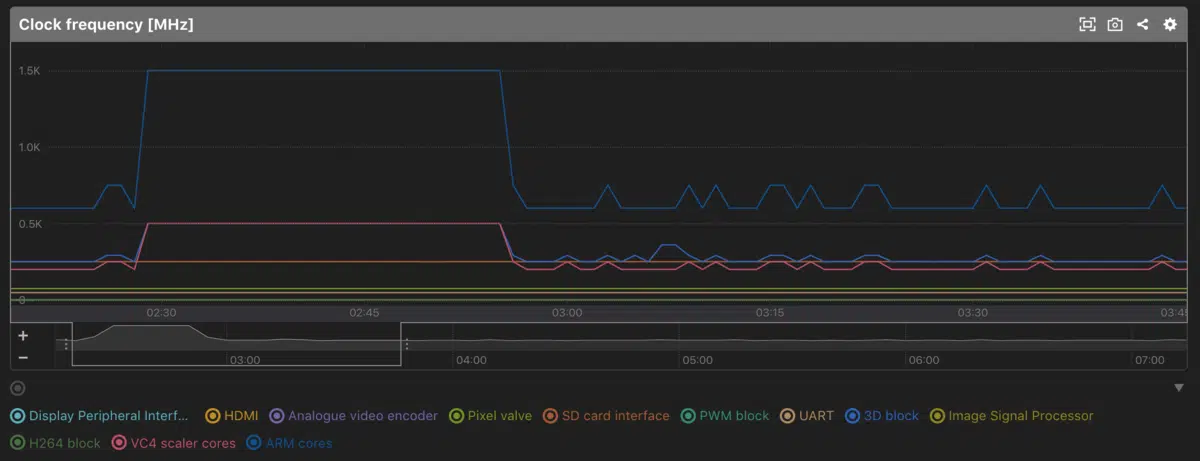 Clock frequency [MHz]
1.5K
1.0K
0.5K
0
02:30 02:45 03:00 03:15 03:30 03:45
+
−
03:00 04:00 05:00 06:00 07:00
Display Peripheral Interf... HDMI Analogue video encoder Pixel valve SD card interface PWM block UART 3D block Image Signal Processor
H264 block VC4 scaler cores ARM cores